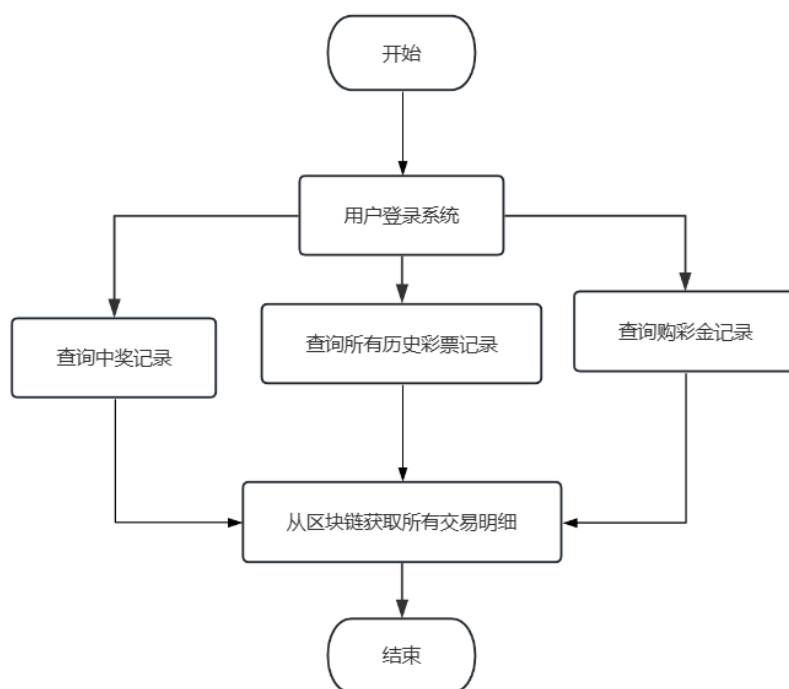 开始
用户登录系统
查询中奖记录
查询所有历史彩票记录
查询购彩金记录
从区块链获取所有交易明细
结束